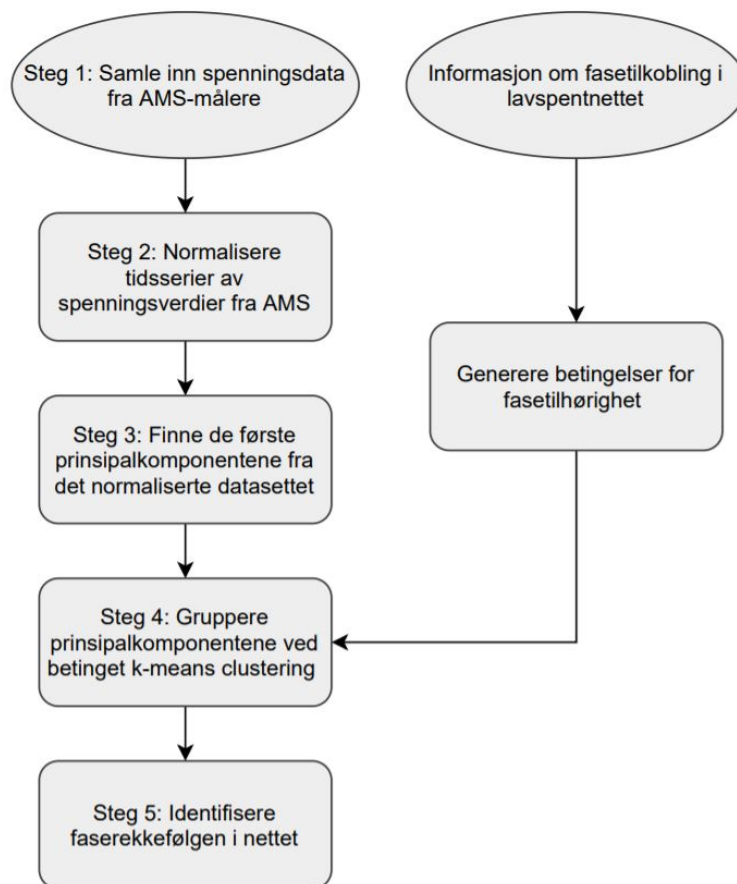 Steg 1: Samle inn spenningsdata
fra AMS-målere
Informasjon om fasetilkobling i
lavspentnettet
Steg 2: Normalisere
tidsserier av
spenningsverdier fra AMS
Generere betingelser for
fasetilhørighet
Steg 3: Finne de første
prinsipalkomponentene fra
det normaliserte datasettet
Steg 4: Gruppere
prinsipalkomponentene ved
betinget k-means clustering
Steg 5: Identifisere
faserekkefølgen i nettet